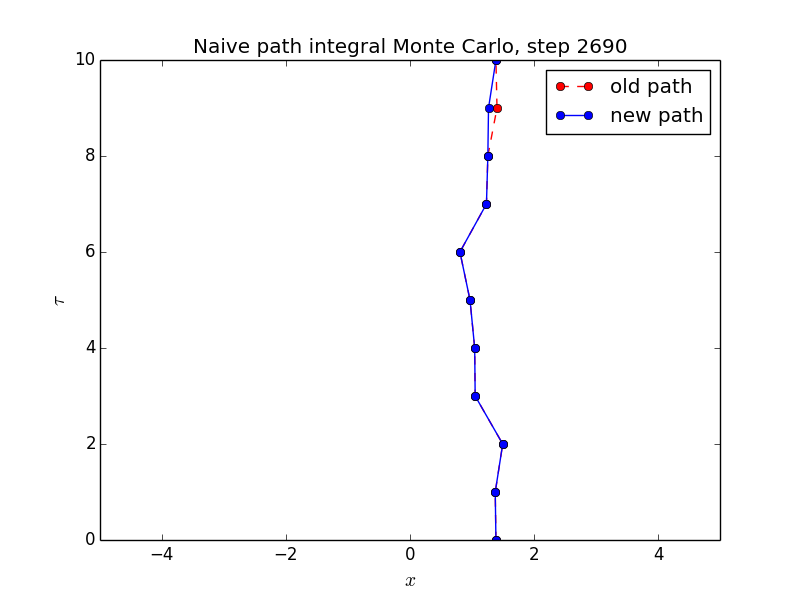 Naive path integral Monte Carlo, step 2690
10
old path
new path
8
6
τ
4
2
0
−4
−2
0
2
4
x